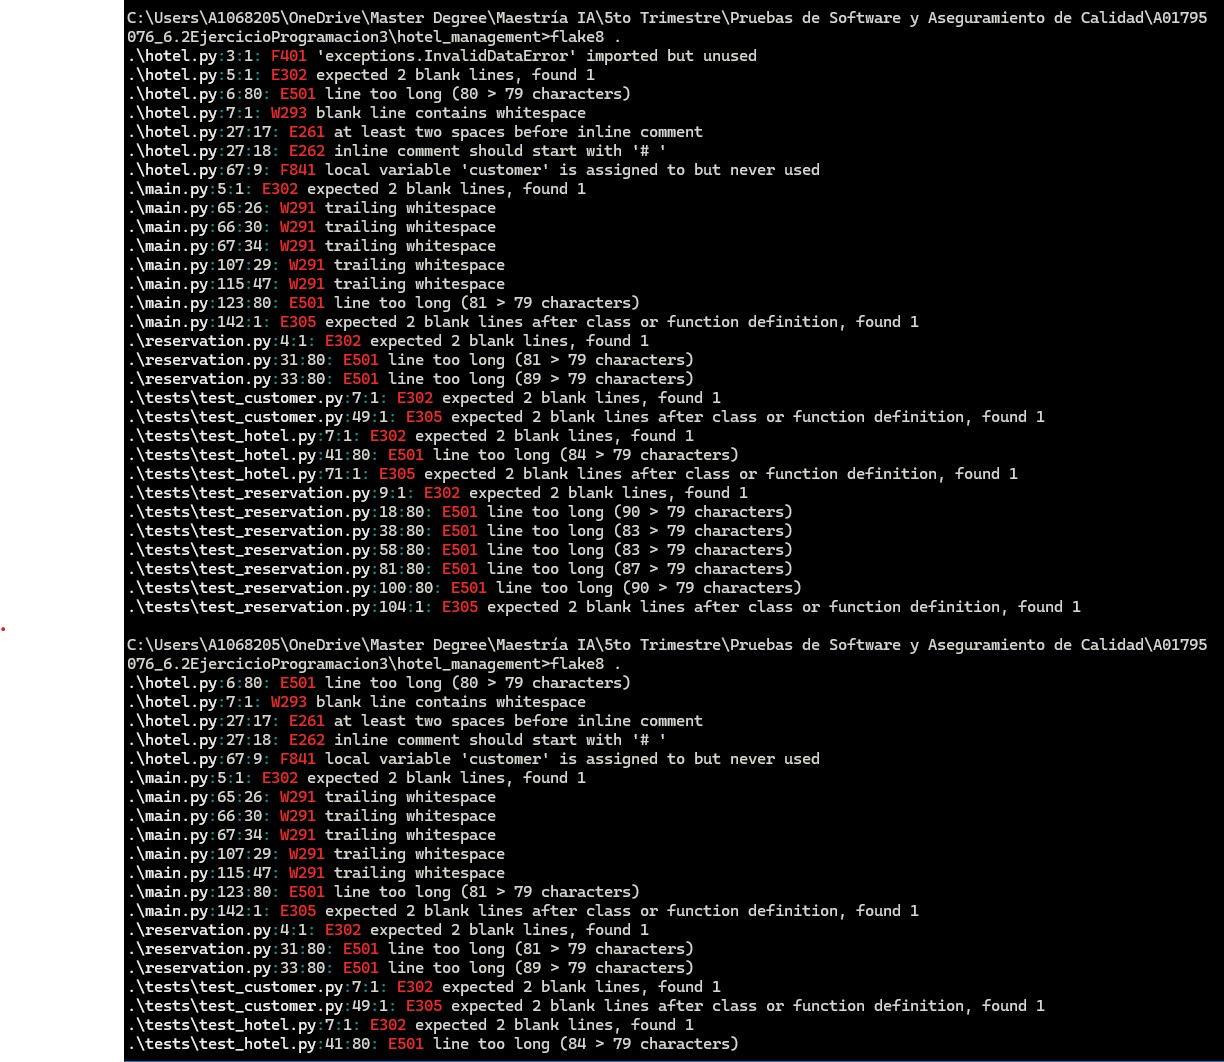 C:\Users\A1068205\OneDrive\Master Degree\Maestría IA\5to Trimestre\Pruebas de Software y Aseguramiento de Calidad\A01795
076_6.2EjercicioProgramacion3\hotel_management>flake8 .
.\hotel.py:3:1: F401 'exceptions.InvalidDataError' imported but unused
.\hotel.py:5:1: E302 expected 2 blank lines, found 1
.\hotel.py:6:80: E501 line too long (80 > 79 characters)
.\hotel.py:7:1: W293 blank line contains whitespace
.\hotel.py:27:17: E261 at least two spaces before inline comment
.\hotel.py:27:18: E262 inline comment should start with '# '
.\hotel.py:67:9: F841 local variable 'customer' is assigned to but never used
.\main.py:5:1: E302 expected 2 blank lines, found 1
.\main.py:65:26: W291 trailing whitespace
.\main.py:66:30: W291 trailing whitespace
.\main.py:67:34: W291 trailing whitespace
.\main.py:107:29: W291 trailing whitespace
.\main.py:115:47: W291 trailing whitespace
.\main.py:123:80: E501 line too long (81 > 79 characters)
.\main.py:142:1: E305 expected 2 blank lines after class or function definition, found 1
.\reservation.py:4:1: E302 expected 2 blank lines, found 1
.\reservation.py:31:80: E501 line too long (81 > 79 characters)
.\reservation.py:33:80: E501 line too long (89 > 79 characters)
.\tests\test_customer.py:7:1: E302 expected 2 blank lines, found 1
.\tests\test_customer.py:49:1: E305 expected 2 blank lines after class or function definition, found 1
.\tests\test_hotel.py:7:1: E302 expected 2 blank lines, found 1
.\tests\test_hotel.py:41:80: E501 line too long (84 > 79 characters)
.\tests\test_hotel.py:71:1: E305 expected 2 blank lines after class or function definition, found 1
.\tests\test_reservation.py:9:1: E302 expected 2 blank lines, found 1
.\tests\test_reservation.py:18:80: E501 line too long (90 > 79 characters)
.\tests\test_reservation.py:38:80: E501 line too long (83 > 79 characters)
.\tests\test_reservation.py:58:80: E501 line too long (83 > 79 characters)
.\tests\test_reservation.py:81:80: E501 line too long (87 > 79 characters)
.\tests\test_reservation.py:100:80: E501 line too long (90 > 79 characters)
.\tests\test_reservation.py:104:1: E305 expected 2 blank lines after class or function definition, found 1
C:\Users\A1068205\OneDrive\Master Degree\Maestría IA\5to Trimestre\Pruebas de Software y Aseguramiento de Calidad\A01795
076_6.2EjercicioProgramacion3\hotel_management>flake8 .
.\hotel.py:6:80: E501 line too long (80 > 79 characters)
.\hotel.py:7:1: W293 blank line contains whitespace
.\hotel.py:27:17: E261 at least two spaces before inline comment
.\hotel.py:27:18: E262 inline comment should start with '# '
.\hotel.py:67:9: F841 local variable 'customer' is assigned to but never used
.\main.py:5:1: E302 expected 2 blank lines, found 1
.\main.py:65:26: W291 trailing whitespace
.\main.py:66:30: W291 trailing whitespace
.\main.py:67:34: W291 trailing whitespace
.\main.py:107:29: W291 trailing whitespace
.\main.py:115:47: W291 trailing whitespace
.\main.py:123:80: E501 line too long (81 > 79 characters)
.\main.py:142:1: E305 expected 2 blank lines after class or function definition, found 1
.\reservation.py:4:1: E302 expected 2 blank lines, found 1
.\reservation.py:31:80: E501 line too long (81 > 79 characters)
.\reservation.py:33:80: E501 line too long (89 > 79 characters)
.\tests\test_customer.py:7:1: E302 expected 2 blank lines, found 1
.\tests\test_customer.py:49:1: E305 expected 2 blank lines after class or function definition, found 1
.\tests\test_hotel.py:7:1: E302 expected 2 blank lines, found 1
.\tests\test_hotel.py:41:80: E501 line too long (84 > 79 characters)